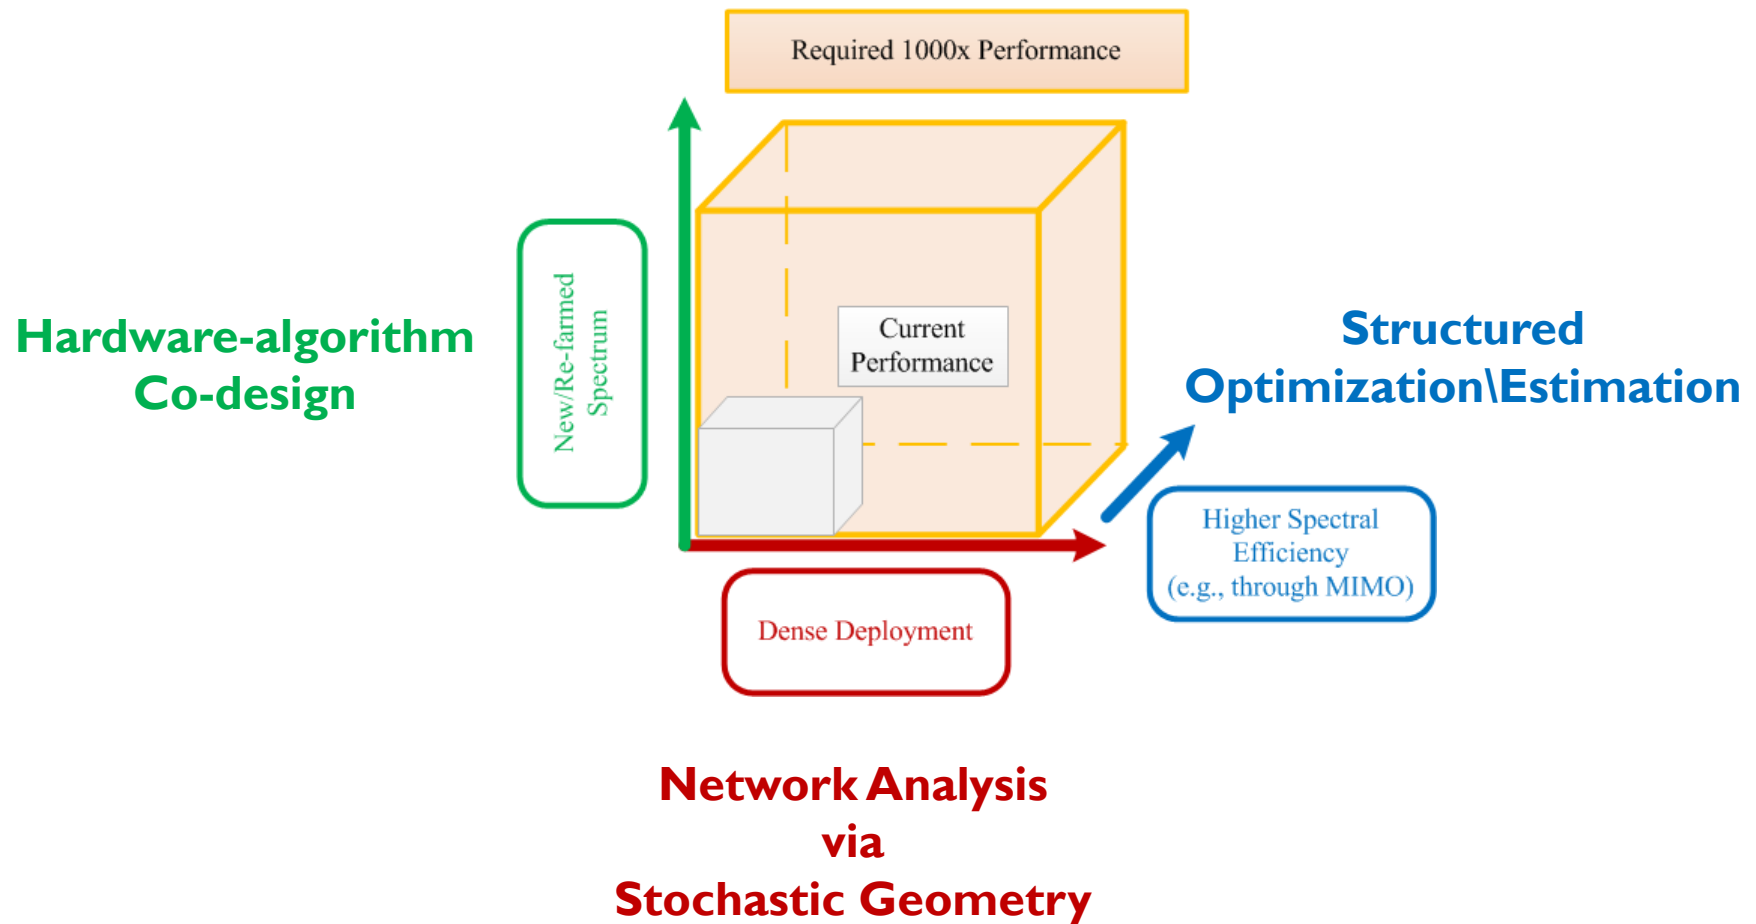 Required 1000x Performance
New/Re-farmed
Spectrum
Hardware-algorithm
Co-design
Current
Performance
Structured
Optimization\Estimation
Higher Spectral
Efficiency
(e.g., through MIMO)
Dense Deployment
Network Analysis
via
Stochastic Geometry